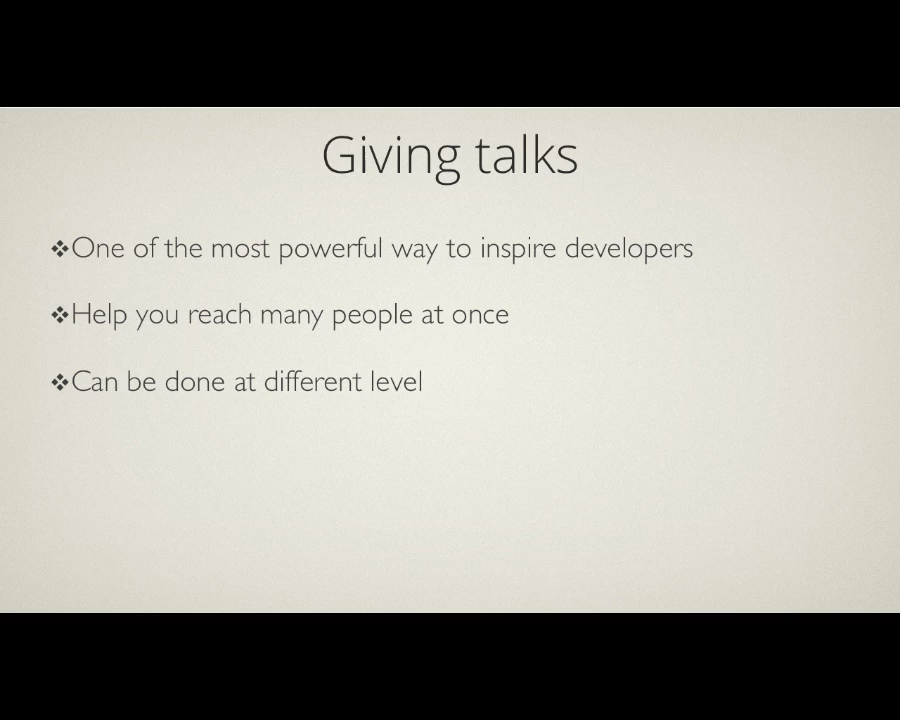 Giving talks
❖One of the most powerful way to inspire developers
❖Help you reach many people at once
❖Can be done at different level